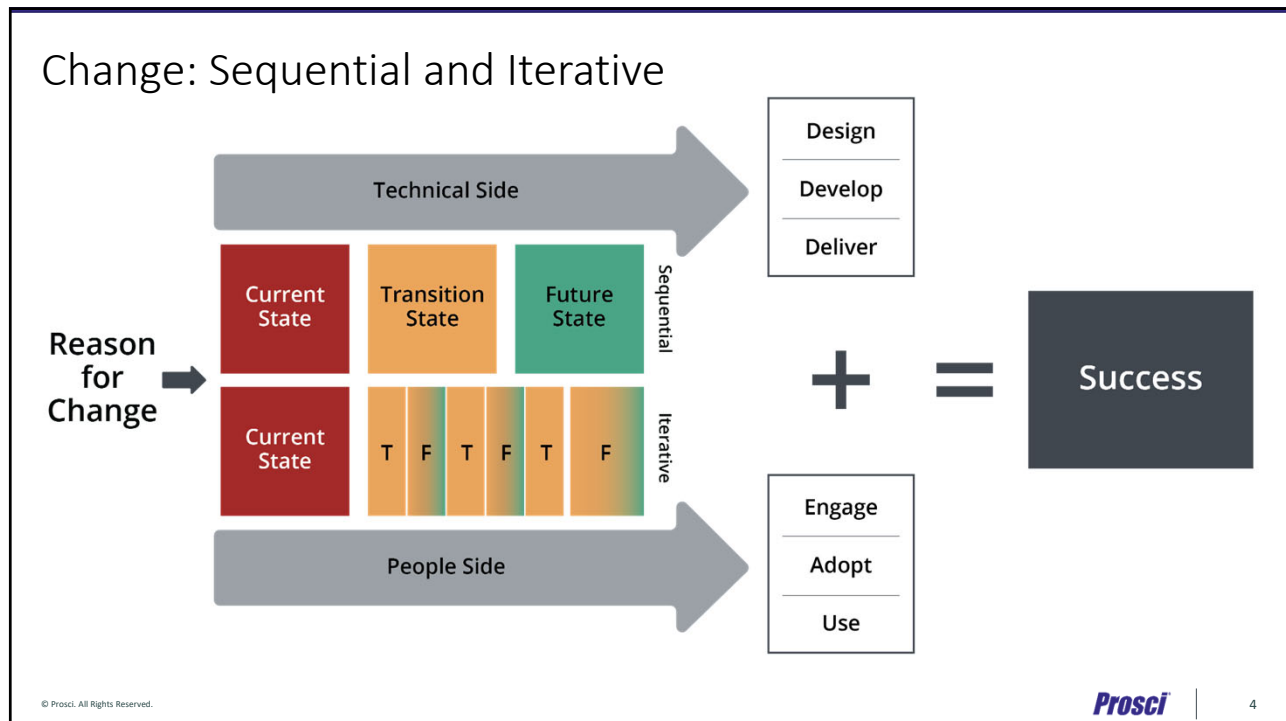 Change: Sequential and Iterative
Technical Side
Design
Develop
Deliver
Reason
for
Change
Current
State
Transition
State
Future
State
Sequential
Current
State
T
F
T
F
T
F
Iterative
People Side
Engage
Adopt
Use
+
=
Success
© Prosci. All Rights Reserved.
Prosci®
4